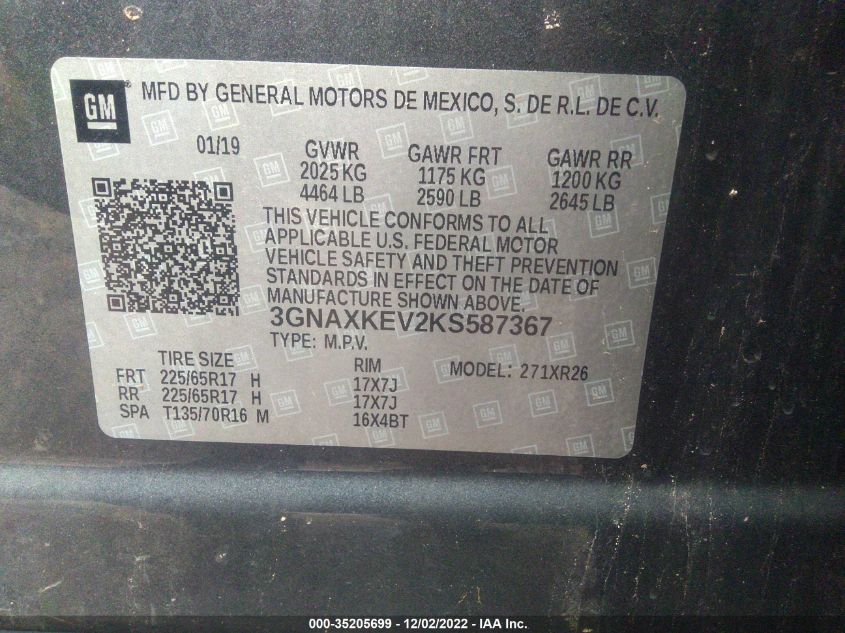 GM ® MFD BY GENERAL MOTORS DE MEXICO, S. DE R.L. DE C.V.
01/19 GVWR GAWR FRT GAWR RR
2025 KG 1175 KG 1200 KG
4464 LB 2590 LB 2645 LB
THIS VEHICLE CONFORMS TO ALL
APPLICABLE U.S. FEDERAL MOTOR
VEHICLE SAFETY AND THEFT PREVENTION
STANDARDS IN EFFECT ON THE DATE OF
MANUFACTURE SHOWN ABOVE.
3GNAXKEV2KS587367
TYPE: M.P.V.
TIRE SIZE RIM MODEL: 271XR26
FRT 225/65R17 H 17X7J
RR 225/65R17 H 17X7J
SPA T135/70R16 M 16X4BT
000-35205699 - 12/02/2022 - IAA Inc.